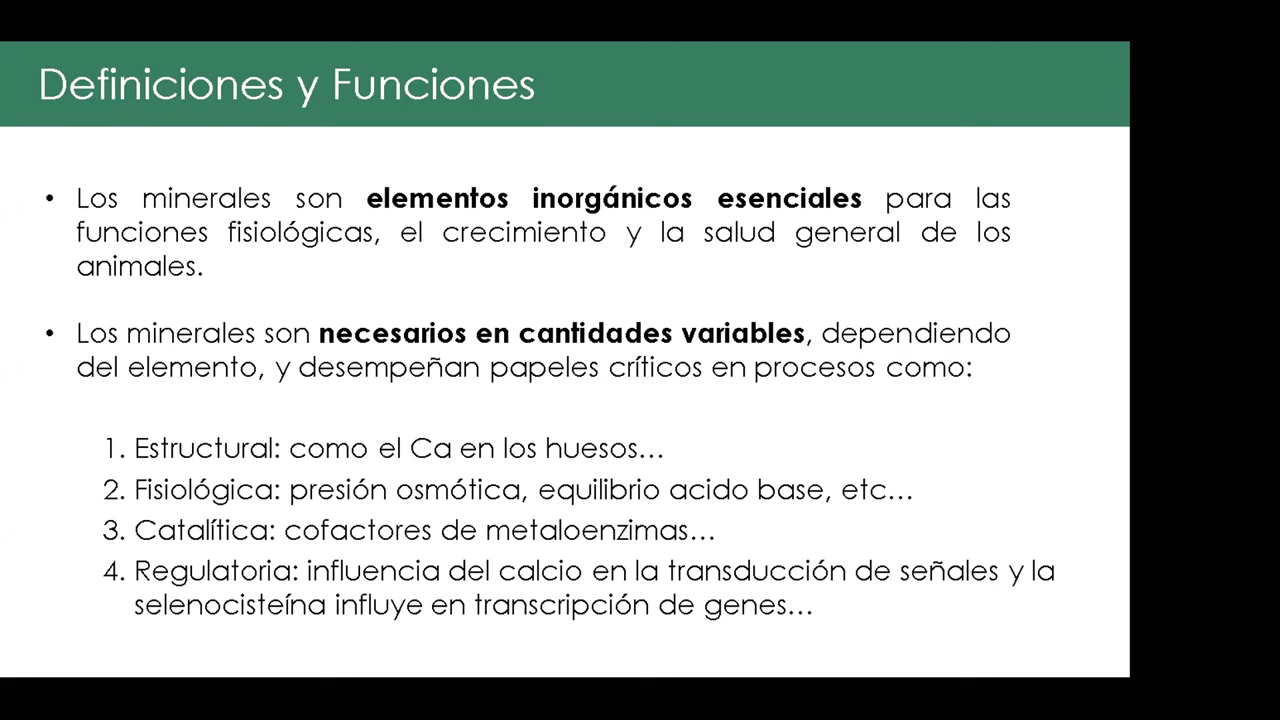 Definiciones y Funciones
• Los minerales son elementos inorgánicos esenciales para las
funciones fisiológicas, el crecimiento y la salud general de los
animales.
• Los minerales son necesarios en cantidades variables, dependiendo
del elemento, y desempeñan papeles críticos en procesos como:
1. Estructural: como el Ca en los huesos…
2. Fisiológica: presión osmótica, equilibrio acido base, etc…
3. Catalítica: cofactores de metaloenzimas…
4. Regulatoria: influencia del calcio en la transducción de señales y la
selenocisteína influye en transcripción de genes…